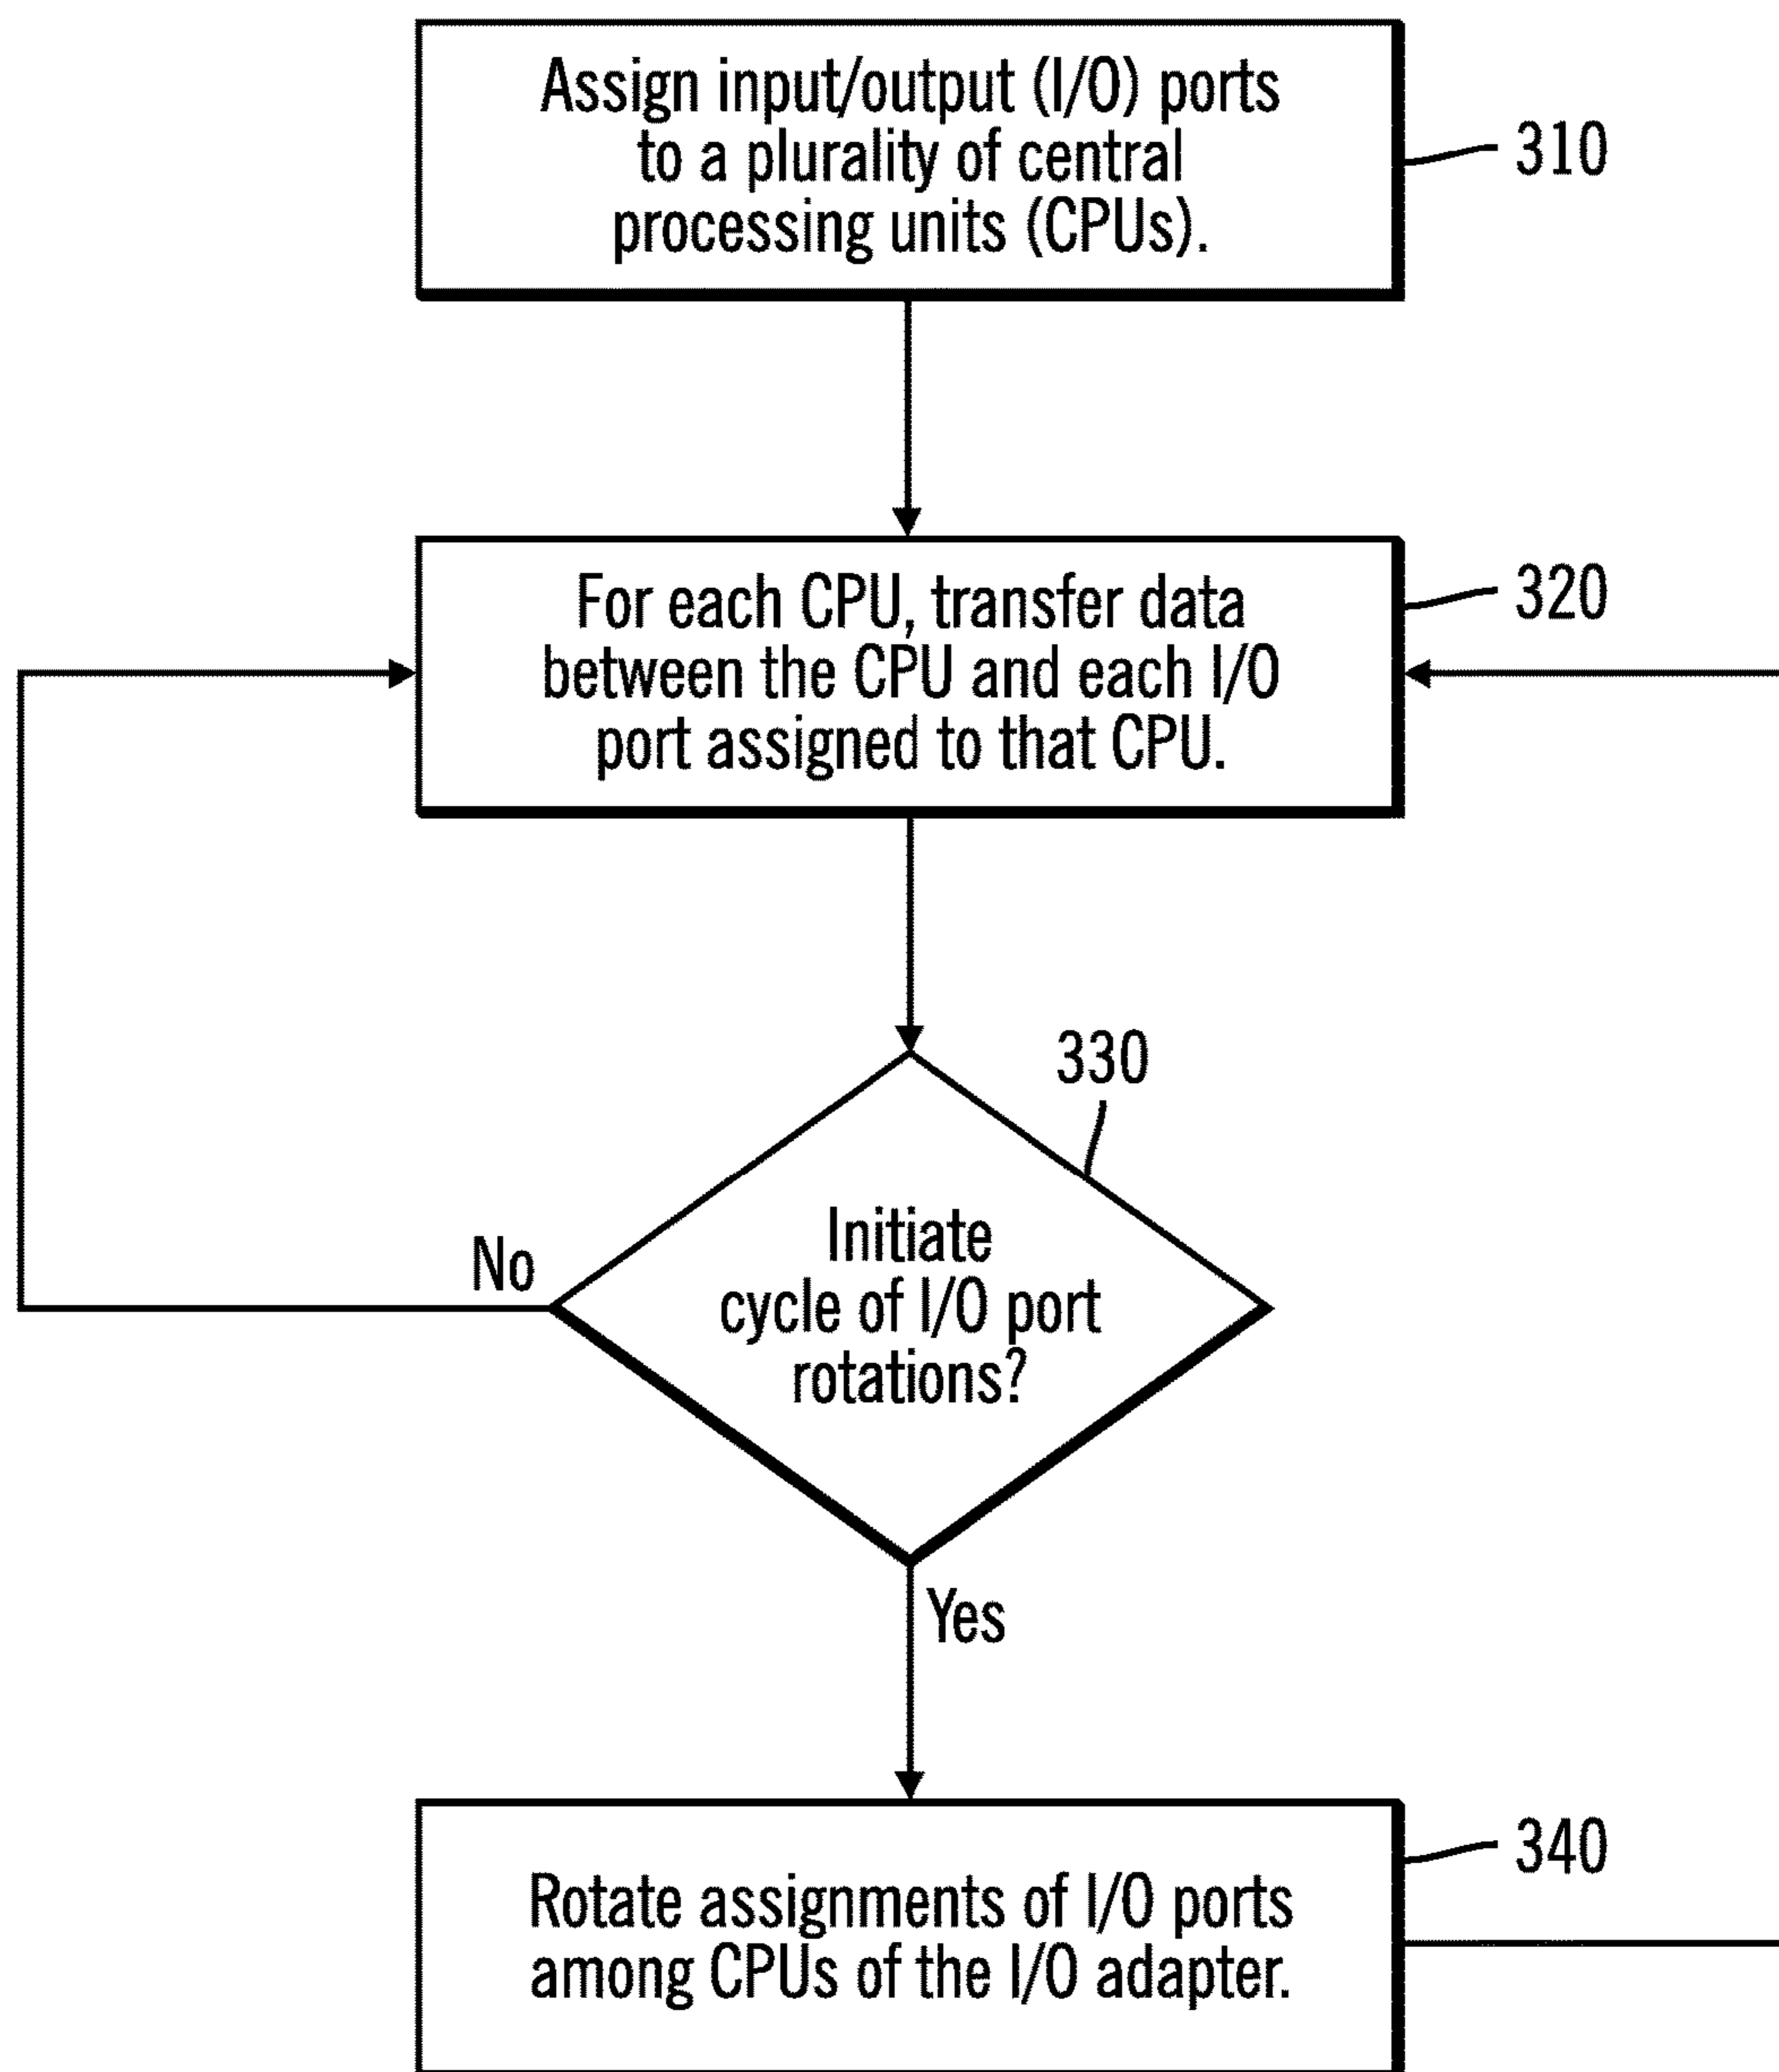 Assign input/output (I/O) ports
to a plurality of central
processing units (CPUs).
310
For each CPU, transfer data
between the CPU and each I/O
port assigned to that CPU.
320
330
Initiate
cycle of I/O port
rotations?
No
Yes
Rotate assignments of I/O ports
among CPUs of the I/O adapter.
340